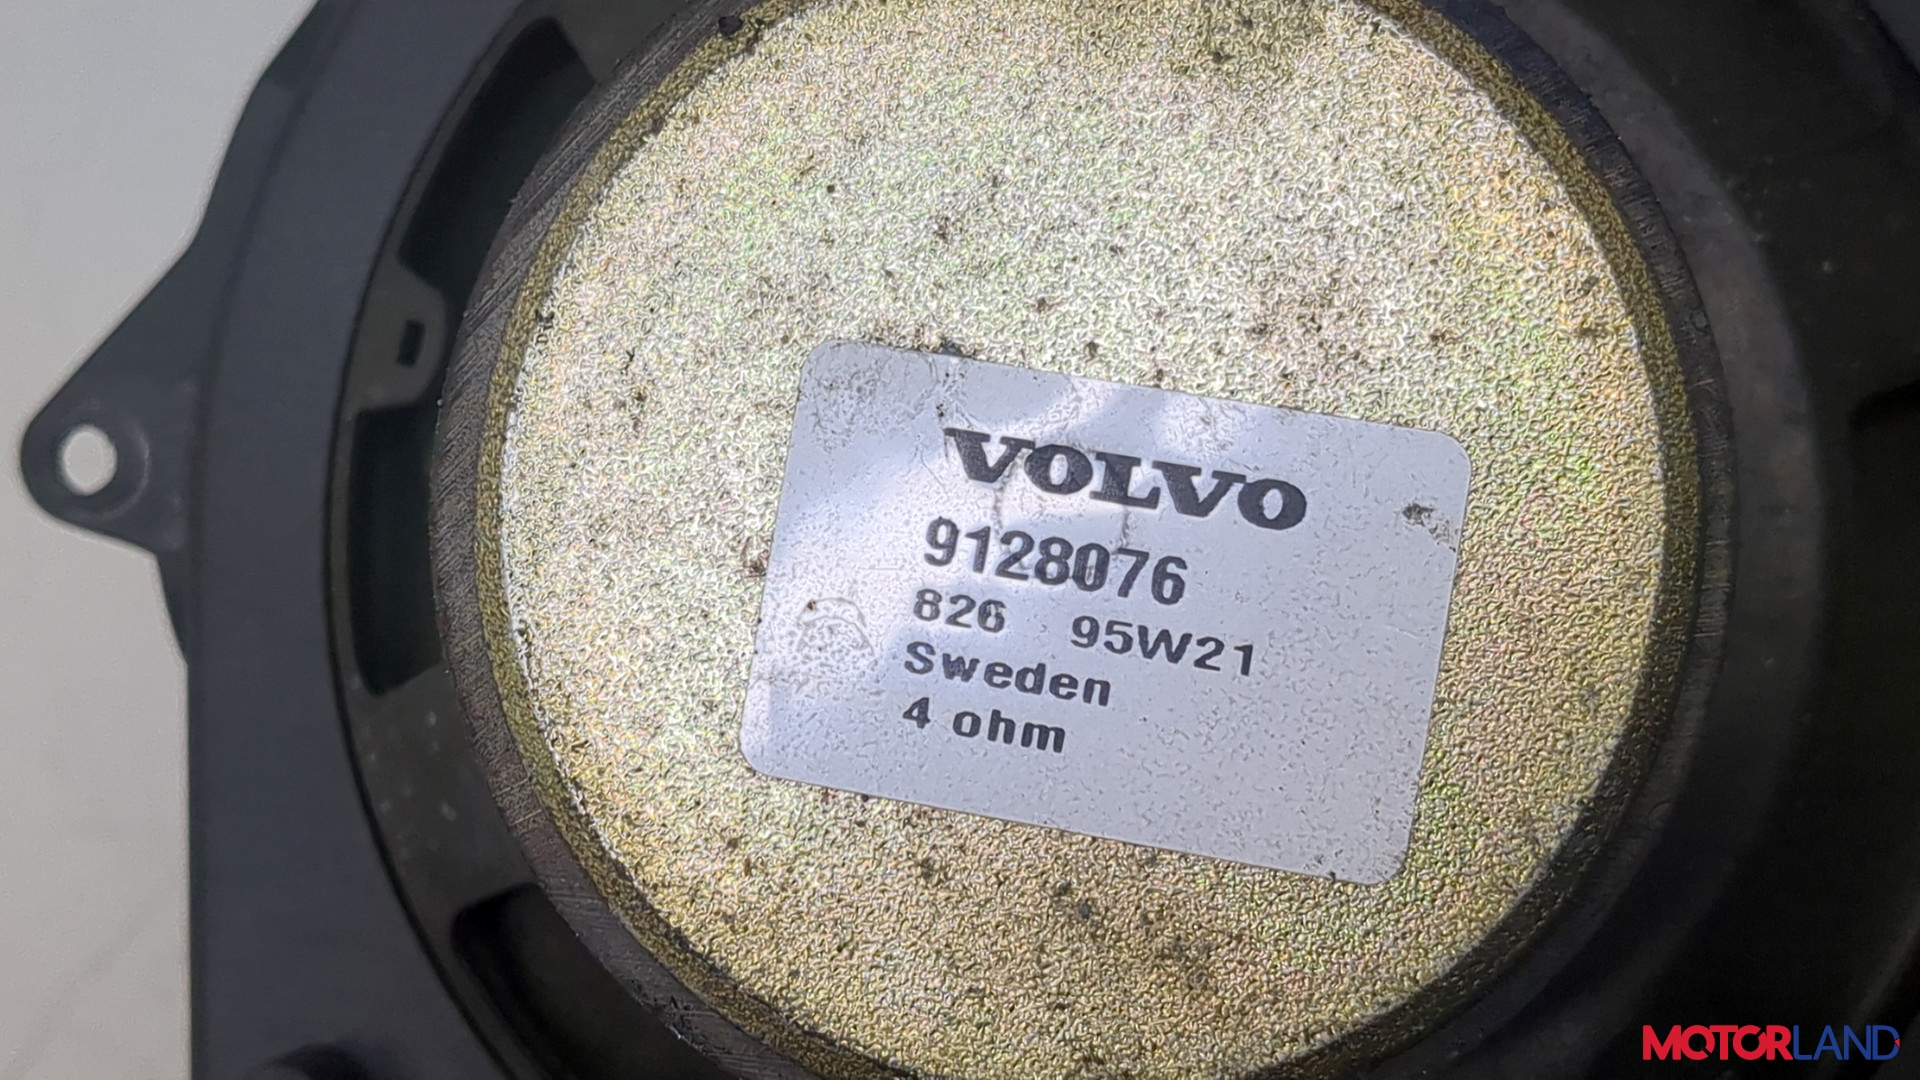 VOLVO
9128076
826 95W21
Sweden
4 ohm
MOTORLAND